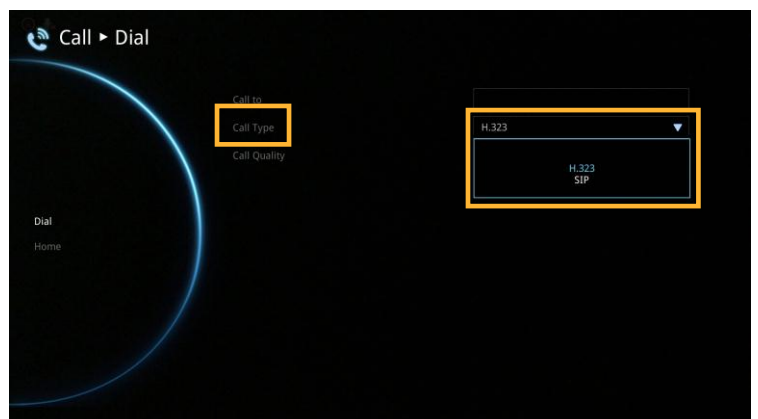 Call ▸ Dial
Call to
Call Type
H.323
Call Quality
H.323
SIP
Dial
Home